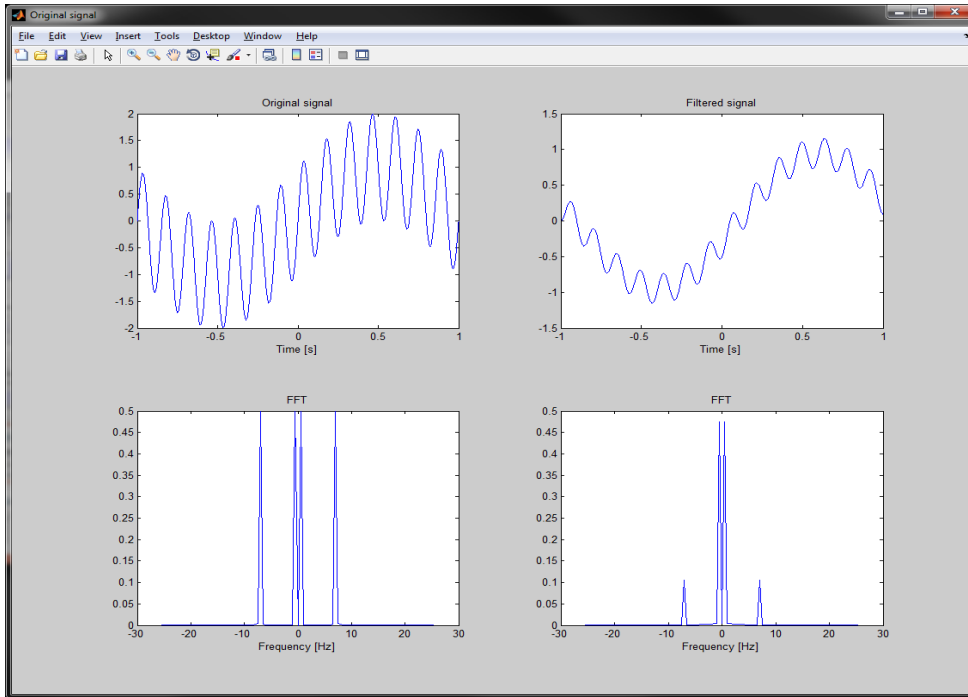 Original signal
File Edit View Insert Tools Desktop Window Help
Original signal
2
1.5
1
0.5
0
-0.5
-1
-1.5
-2
-1 -0.5 0 0.5 1
Time [s]
Filtered signal
1.5
1
0.5
0
-0.5
-1
-1.5
-1 -0.5 0 0.5 1
Time [s]
FFT
0.5
0.45
0.4
0.35
0.3
0.25
0.2
0.15
0.1
0.05
0
-30 -20 -10 0 10 20 30
Frequency [Hz]
FFT
0.5
0.45
0.4
0.35
0.3
0.25
0.2
0.15
0.1
0.05
0
-30 -20 -10 0 10 20 30
Frequency [Hz]